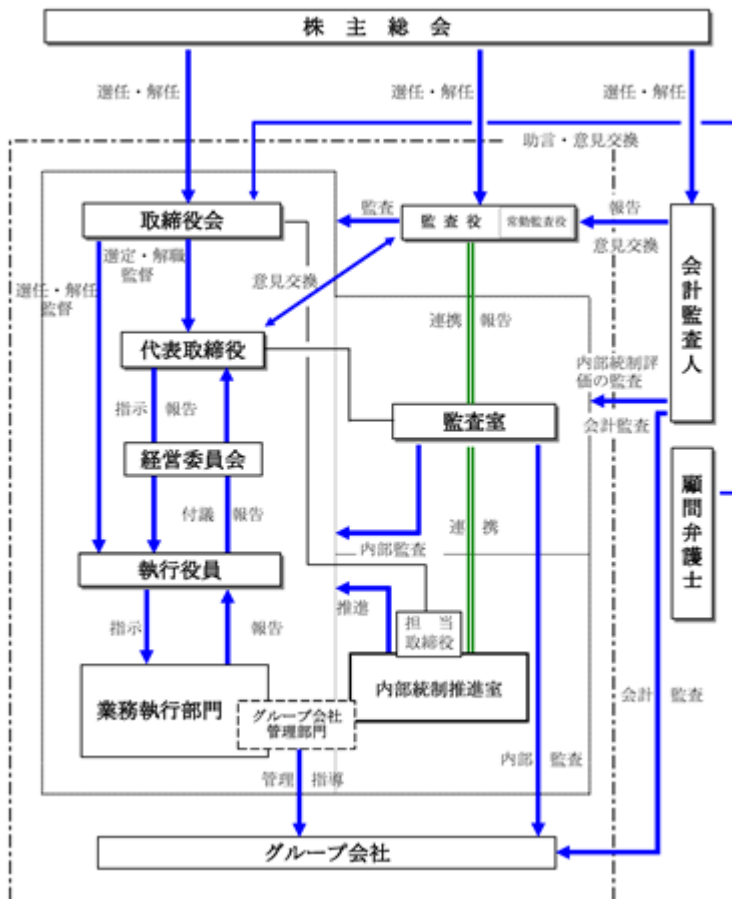 株主総会
選任・解任
選任・解任
選任・解任
助言・意見交換
取締役会
監査
監査役
常勤監査役
報告
意見交換
会計監査人
選定・解職
監督
選任・解任
監督
意見交換
連携
報告
代表取締役
内部統制評
価の監査
指示
報告
監査室
会計監査
経営委員会
顧問弁護士
付議
報告
連
携
内部監査
執行役員
推進
担当
取締役
指示
報告
内部統制推進室
業務執行部門
グループ会社
管理部門
会計
監査
内部
監査
管理
指導
グループ会社